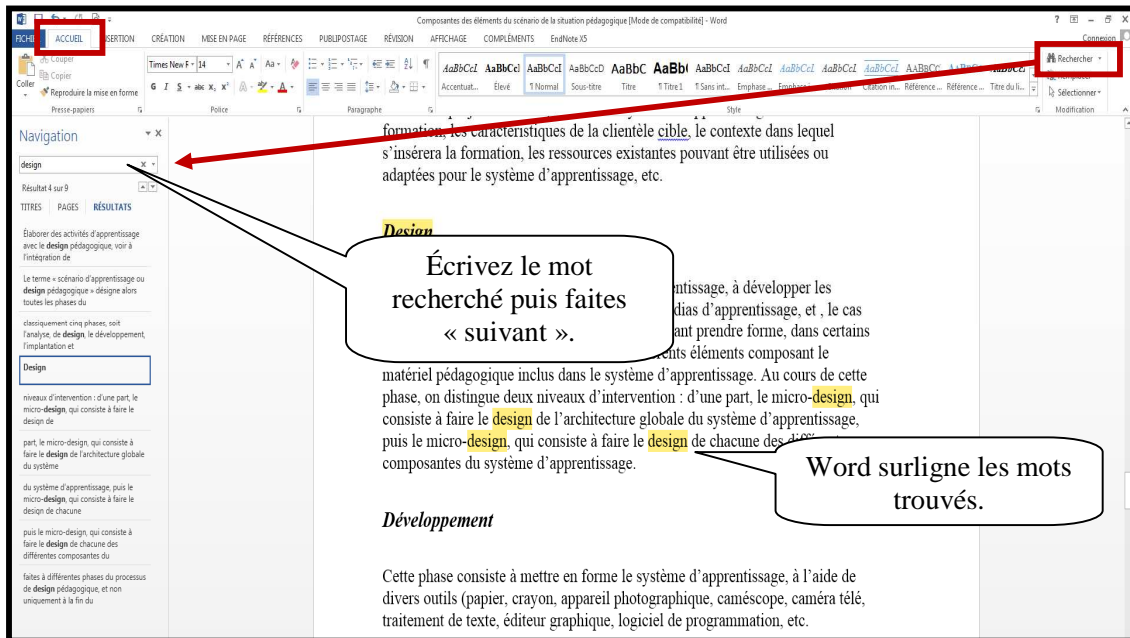 Composantes des éléments du scénario de la situation pédagogique [Mode de compatibilité] - Word
FICHI ACCUEIL INSERTION CRÉATION MISE EN PAGE RÉFÉRENCES PUBLIPOSTAGE RÉVISION AFFICHAGE COMPLÉMENTS EndNote X5 Connexion
Couper
Copier
Coller
Reproduire la mise en forme
Presse-papiers
Times New F 14 Aa
G I S abc x, x² A
Police
Paragraphe
AaBbCcL AaBbCcl AaBbCcI AaBbCcD AaBbC AaBb( AaBbCcI AaBbCcL AaBbCcL AaBbCcL AaBbCcL AABBCC
Accentuat... Élevé ¶ Normal Sous-titre Titre ¶ Titre 1 ¶ Sans int... Emphase ... Citation in... Référence ... Référence ... Titre du li...
Style
Rechercher
Sélectionner
Modification
Navigation
design
Résultat 4 sur 9
TITRES PAGES RÉSULTATS
Élaborer des activités d'apprentissage
avec le design pédagogique, voir à
l'intégration de
Le terme « scénario d'apprentissage ou
design pédagogique » désigne alors
toutes les phases du
classiquement cinq phases, soit
l'analyse, de design, le développement,
l'implantation et
Design
niveaux d'intervention : d'une part, le
micro-design, qui consiste à faire le
design de
part, le micro-design, qui consiste à
faire le design de l'architecture globale
du système
du système d'apprentissage, puis le
micro-design, qui consiste à faire le
design de chacune
puis le micro-design, qui consiste à
faire le design de chacune des
différentes composantes du
faites à différentes phases du processus
de design pédagogique, et non
uniquement à la fin du
formation, les caractéristiques de la clientèle cible, le contexte dans lequel
s'insérera la formation, les ressources existantes pouvant être utilisées ou
adaptées pour le système d'apprentissage, etc.
Design
Écrivez le mot
recherché puis faites
« suivant ».
entissage, à développer les
dias d'apprentissage, et , le cas
ant prendre forme, dans certains
ents éléments composant le
matériel pédagogique inclus dans le système d'apprentissage. Au cours de cette
phase, on distingue deux niveaux d'intervention : d'une part, le micro-design, qui
consiste à faire le design de l'architecture globale du système d'apprentissage,
puis le micro-design, qui consiste à faire le design de chacune des
composantes du système d'apprentissage.
Word surligne les mots
trouvés.
Développement
Cette phase consiste à mettre en forme le système d'apprentissage, à l'aide de
divers outils (papier, crayon, appareil photographique, caméscope, caméra télé,
traitement de texte, éditeur graphique, logiciel de programmation, etc.